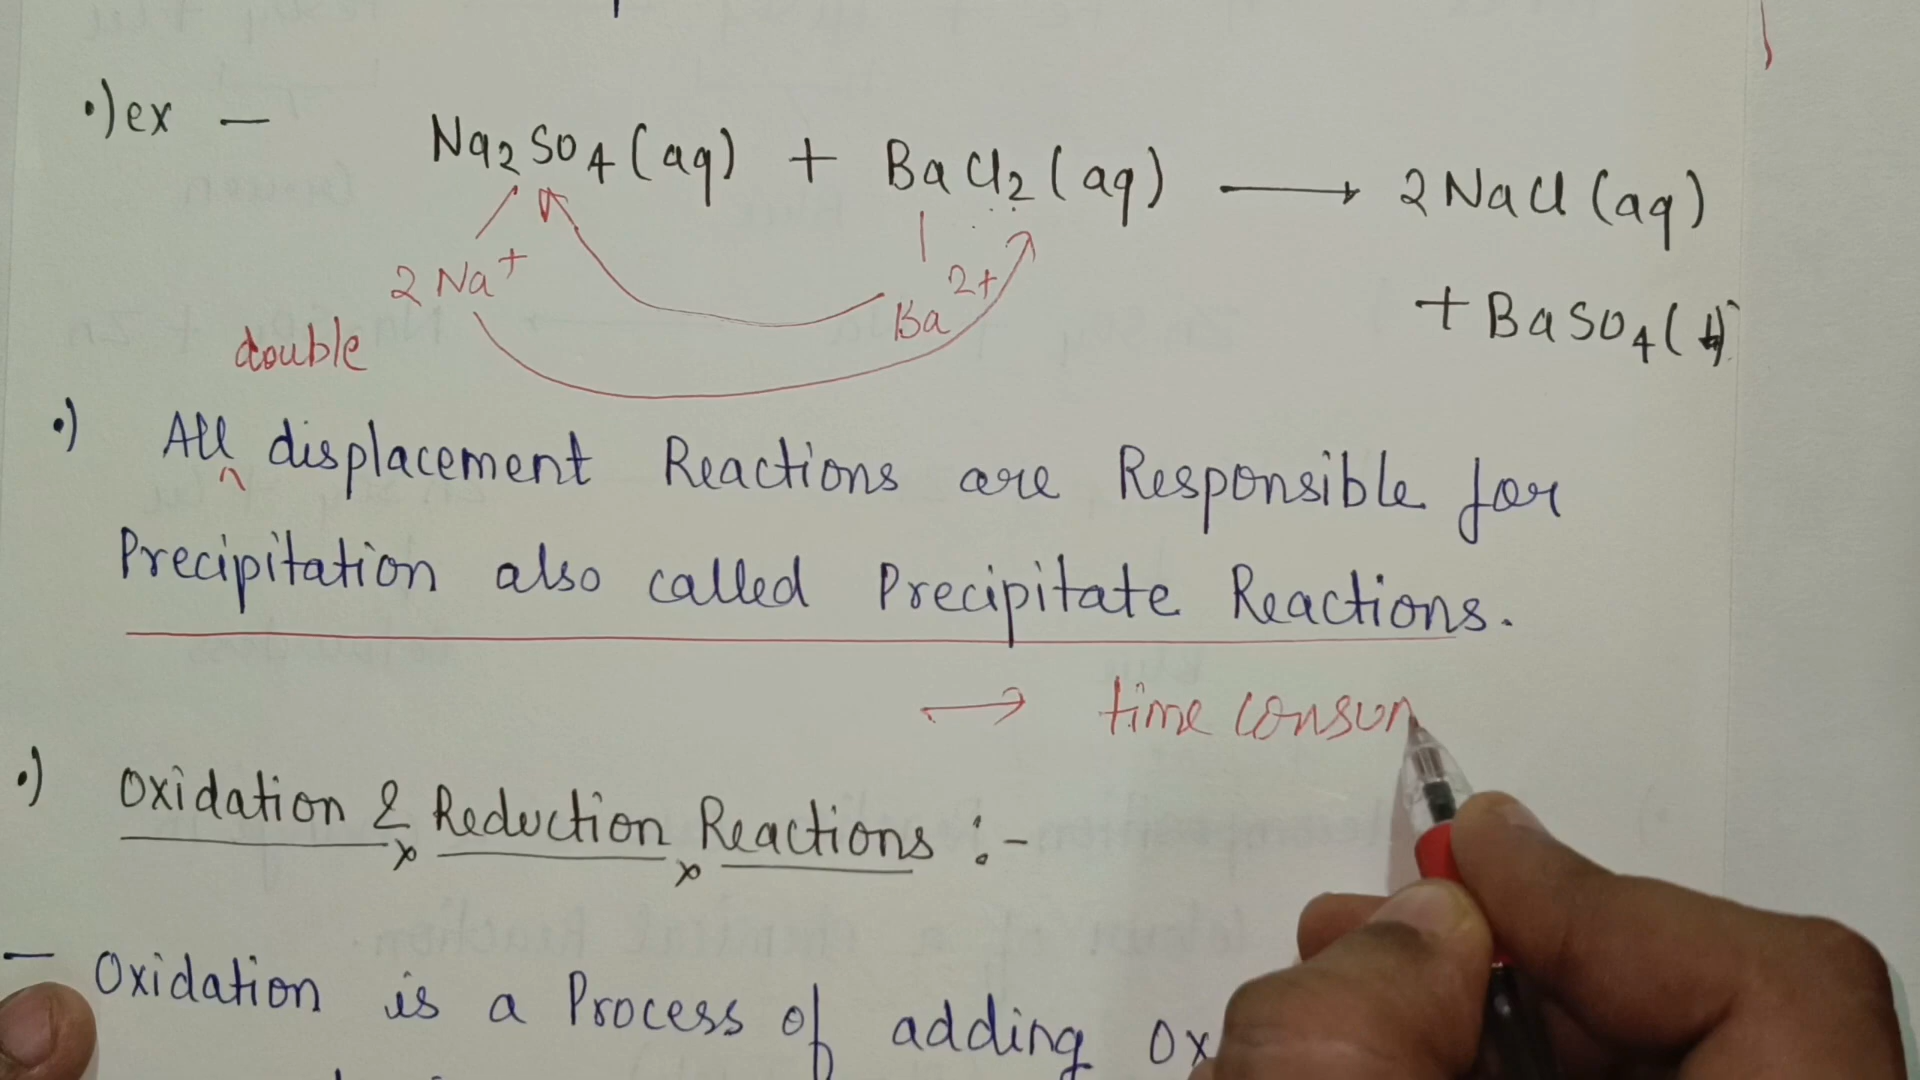 •) ex - Na2SO4(aq) + BaCl2(aq) → 2NaCl(aq)
+ BaSO4(↓)
2Na+ Ba2+
double
•) All ^ displacement Reactions are Responsible for
Precipitation also called Precipitate Reactions.
→ time consum
•) Oxidation & Reduction Reactions :-
- Oxidation is a Process of adding ox